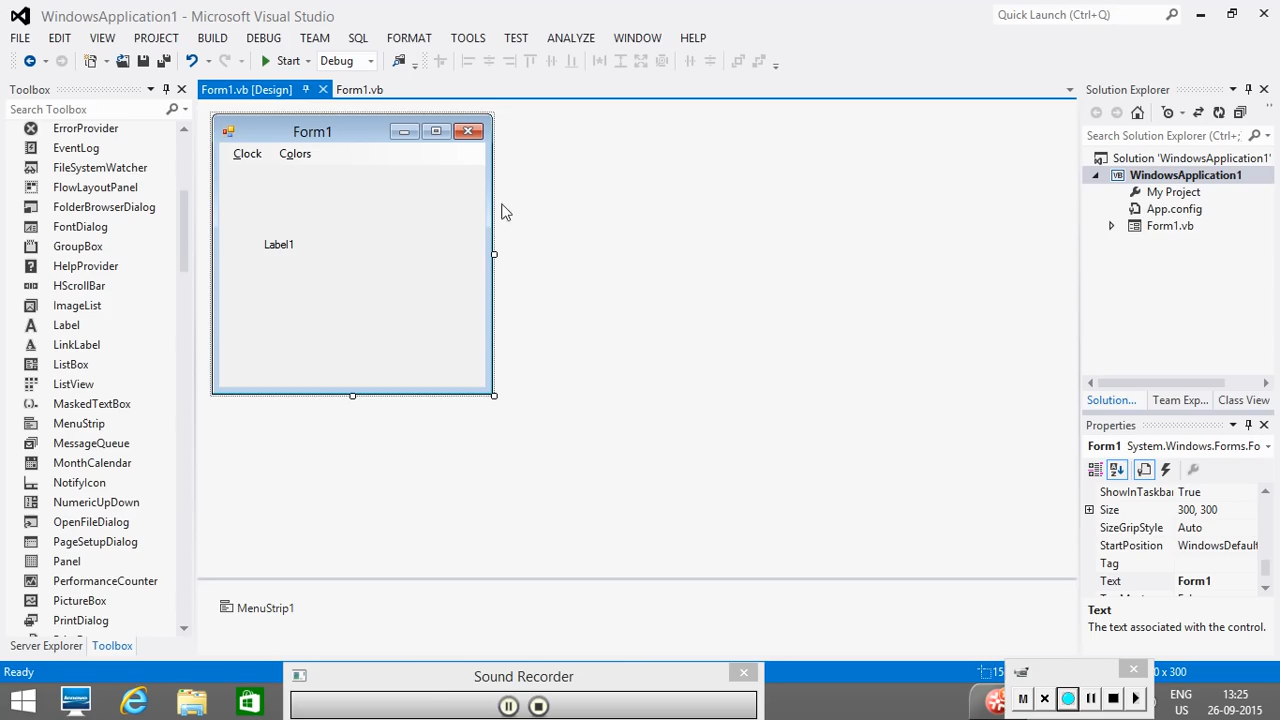 WindowsApplication1 - Microsoft Visual Studio
Quick Launch (Ctrl+Q)
FILE EDIT VIEW PROJECT BUILD DEBUG TEAM SQL FORMAT TOOLS TEST ANALYZE WINDOW HELP
Start Debug
Toolbox
Form1.vb [Design] Form1.vb
Solution Explorer
Search Toolbox
ErrorProvider
EventLog
FileSystemWatcher
FlowLayoutPanel
FolderBrowserDialog
FontDialog
GroupBox
HelpProvider
HScrollBar
ImageList
Label
LinkLabel
ListBox
ListView
MaskedTextBox
MenuStrip
MessageQueue
MonthCalendar
NotifyIcon
NumericUpDown
OpenFileDialog
PageSetupDialog
Panel
PerformanceCounter
PictureBox
PrintDialog
Server Explorer Toolbox
Form1
Clock Colors
Label1
MenuStrip1
Search Solution Explorer (Ctrl+;
Solution 'WindowsApplication1'
WindowsApplication1
My Project
App.config
Form1.vb
Solution... Team Exp... Class View
Properties
Form1 System.Windows.Forms.Fo
ShowInTaskbar True
Size 300, 300
SizeGripStyle Auto
StartPosition WindowsDefault
Tag
Text Form1
Text
The text associated with the control.
Ready
15
0 x 300
Sound Recorder
M
ENG
US
13:25
26-09-2015